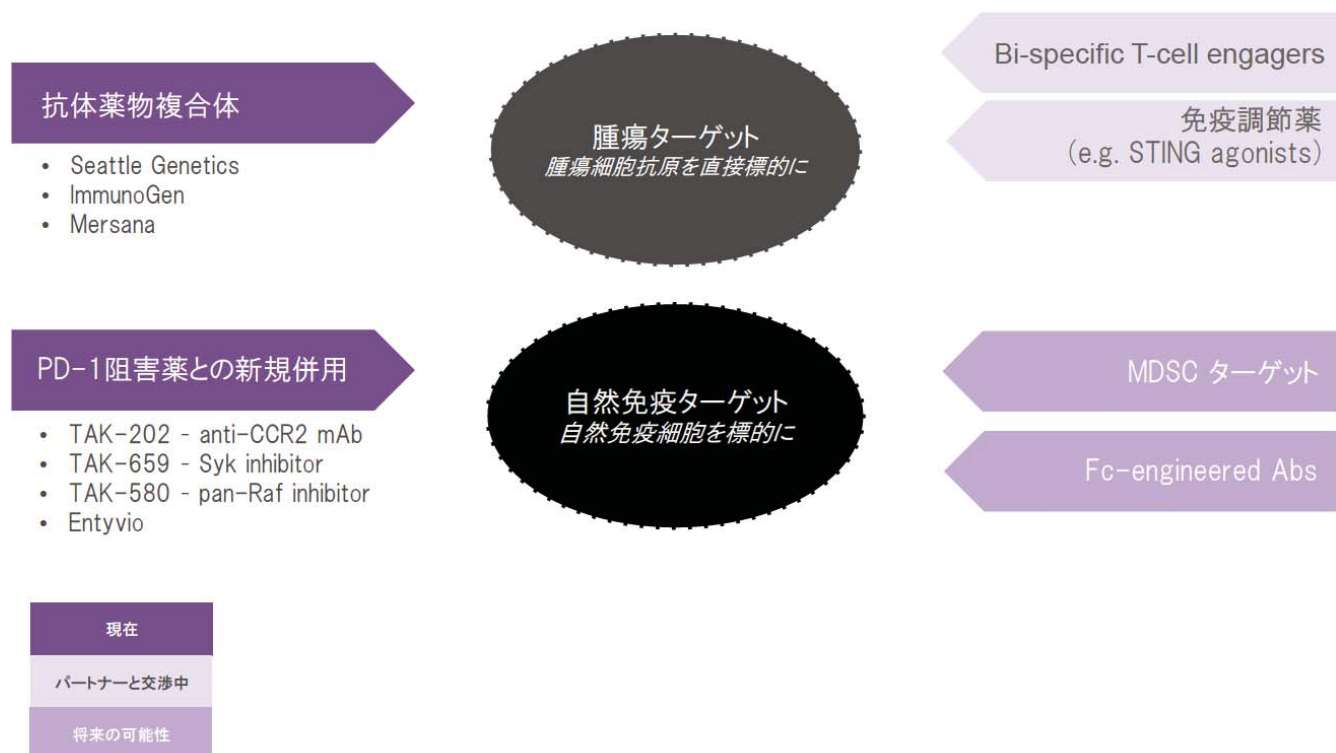 抗体薬物複合体
• Seattle Genetics
• ImmunoGen
• Mersana
腫瘍ターゲット
腫瘍細胞抗原を直接標的に
Bi-specific T-cell engagers
免疫調節薬
(e.g. STING agonists)
PD-1阻害薬との新規併用
• TAK-202 - anti-CCR2 mAb
• TAK-659 - Syk inhibitor
• TAK-580 - pan-Raf inhibitor
• Entyvio
自然免疫ターゲット
自然免疫細胞を標的に
MDSC ターゲット
Fc-engineered Abs
現在
パートナーと交渉中
将来の可能性